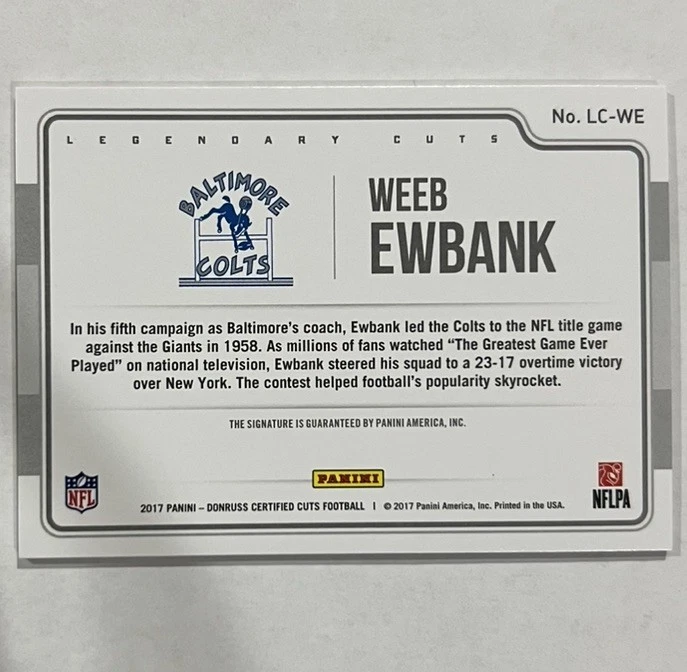 No. LC-WE
LEGENDARY CUTS
BALTIMORE
COLTS
WEEB
EWBANK
In his fifth campaign as Baltimore's coach, Ewbank led the Colts to the NFL title game
against the Giants in 1958. As millions of fans watched “The Greatest Game Ever
Played” on national television, Ewbank steered his squad to a 23-17 overtime victory
over New York. The contest helped football's popularity skyrocket.
THE SIGNATURE IS GUARANTEED BY PANINI AMERICA, INC.
PANINI
NFL
NFLPA
2017 PANINI – DONRUSS CERTIFIED CUTS FOOTBALL | © 2017 Panini America, Inc. Printed in the USA.